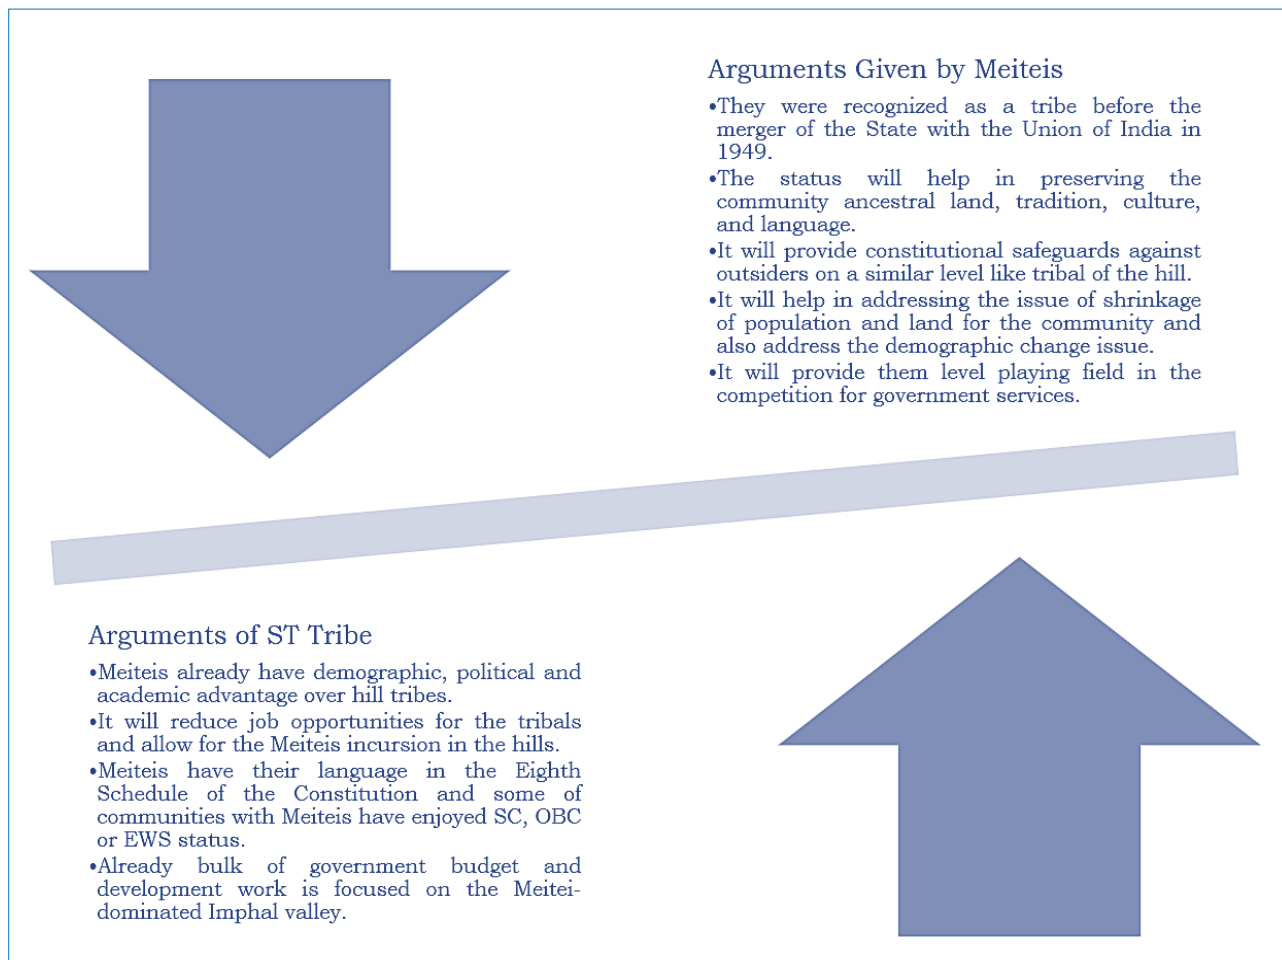 Arguments Given by Meiteis
•They were recognized as a tribe before the
merger of the State with the Union of India in
1949.
•The status will help in preserving the
community ancestral land, tradition, culture,
and language.
•It will provide constitutional safeguards against
outsiders on a similar level like tribal of the hill.
•It will help in addressing the issue of shrinkage
of population and land for the community and
also address the demographic change issue.
•It will provide them level playing field in the
competition for government services.
Arguments of ST Tribe
•Meiteis already have demographic, political and
academic advantage over hill tribes.
•It will reduce job opportunities for the tribals
and allow for the Meiteis incursion in the hills.
•Meiteis have their language in the Eighth
Schedule of the Constitution and some of
communities with Meiteis have enjoyed SC, OBC
or EWS status.
•Already bulk of government budget and
development work is focused on the Meitei-
dominated Imphal valley.